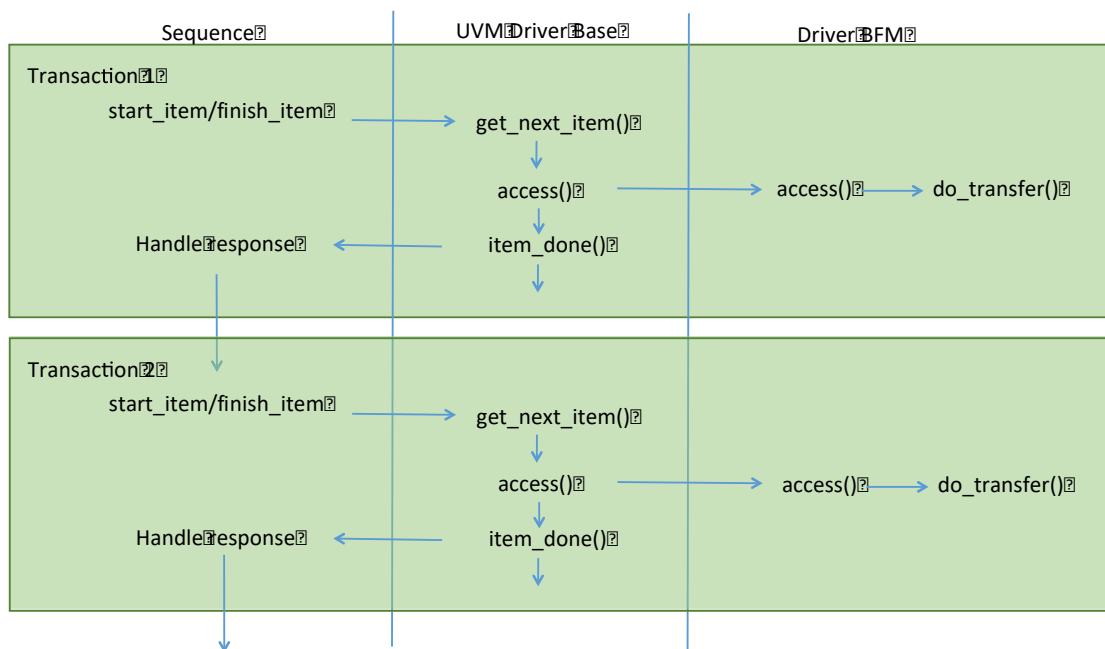 Sequence
UVM Driver Base
Driver BFM
Transaction 1
start_item/finish_item
get_next_item()
access()
access()
do_transfer()
Handle response
item_done()
Transaction 2
start_item/finish_item
get_next_item()
access()
access()
do_transfer()
Handle response
item_done()